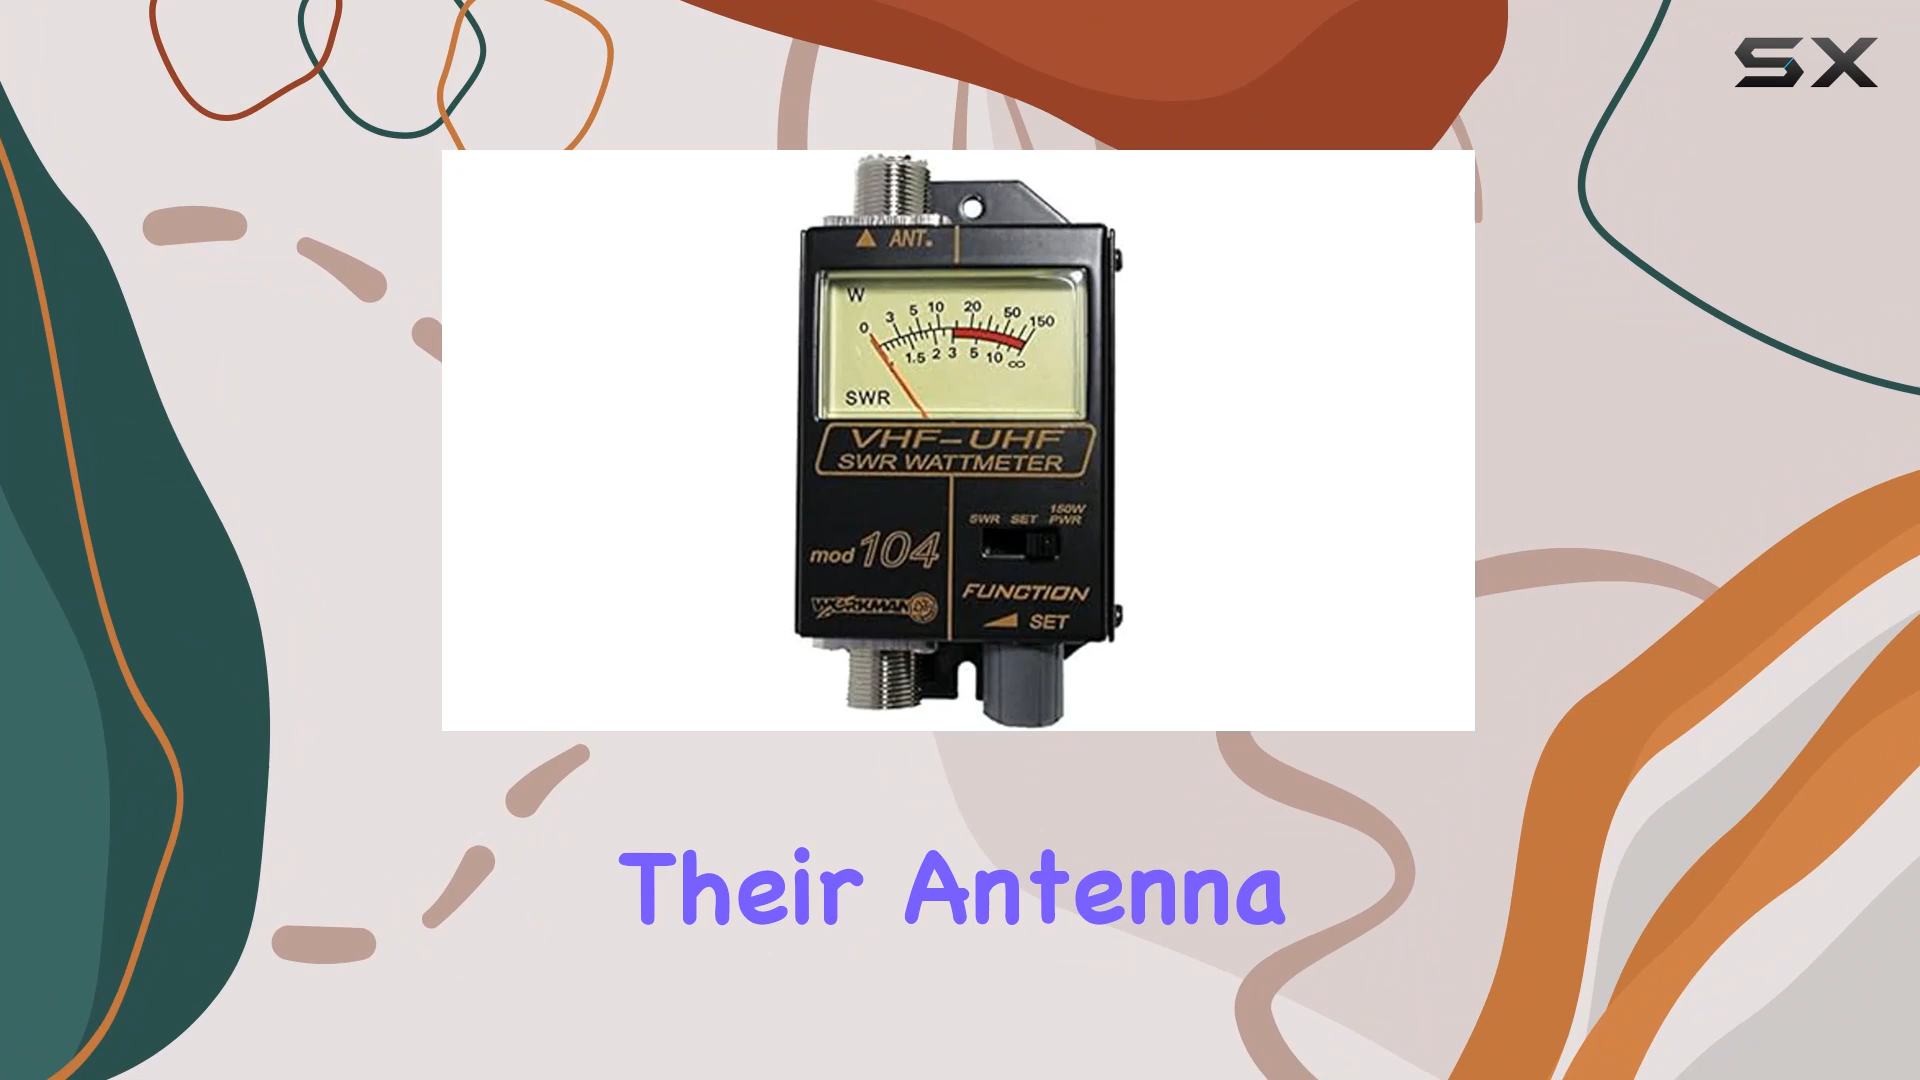 SX
ANT.
W
0 3 5 10 20 50 150
1.5 2 3 5 10 ∞
SWR
VHF-UHF
SWR WATTMETER
150W
SWR SET PWR
mod 104
FUNCTION
WORKMAN
SET
Their Antenna